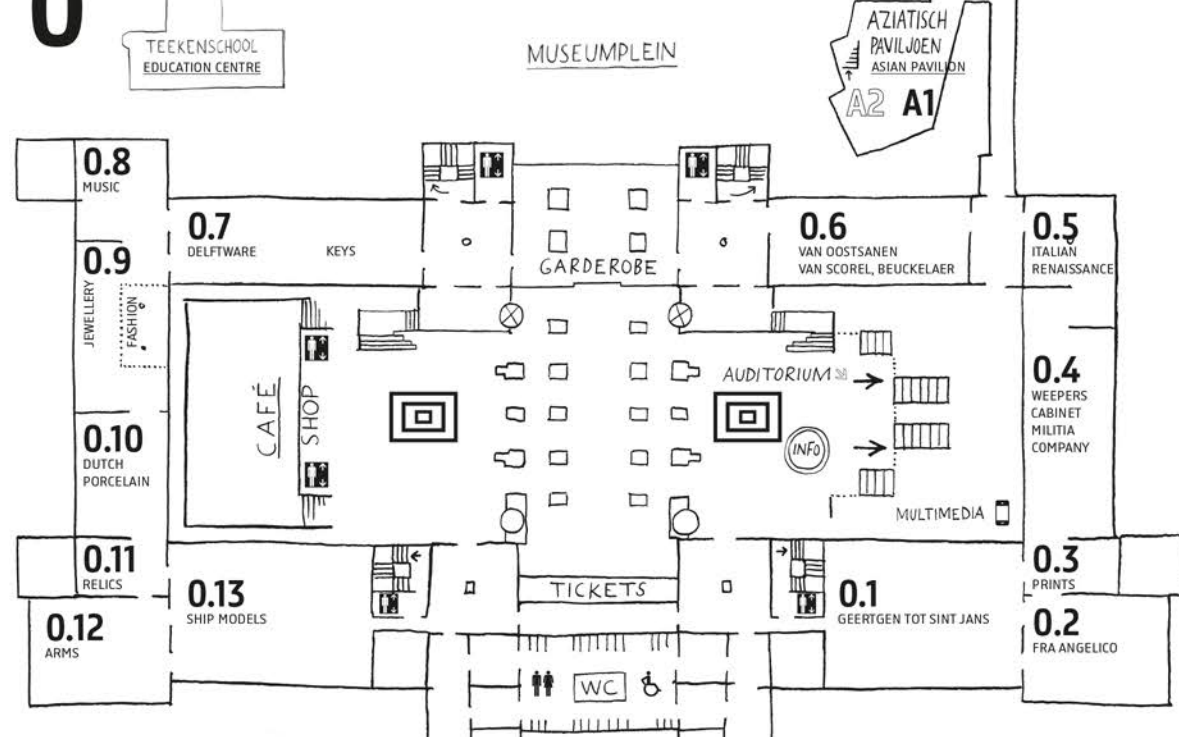 0
TEEKENSCHOOL
EDUCATION CENTRE
MUSEUMPLEIN
AZIATISCH
PAVILJOEN
ASIAN PAVILION
A2 A1
0.8
MUSIC
0.7
DELFTWARE
KEYS
0.9
JEWELLERY
FASHION
GARDEROBE
0.6
VAN OOSTSANEN
VAN SCOREL, BEUCKELAER
0.5
ITALIAN
RENAISSANCE
CAFÉ
SHOP
AUDITORIUM
INFO
0.4
WEEPERS
CABINET
MILITIA
COMPANY
0.10
DUTCH
PORCELAIN
MULTIMEDIA
0.11
RELICS
0.13
SHIP MODELS
TICKETS
0.1
GEERTGEN TOT SINT JANS
0.3
PRINTS
0.12
ARMS
0.2
FRA ANGELICO
WC